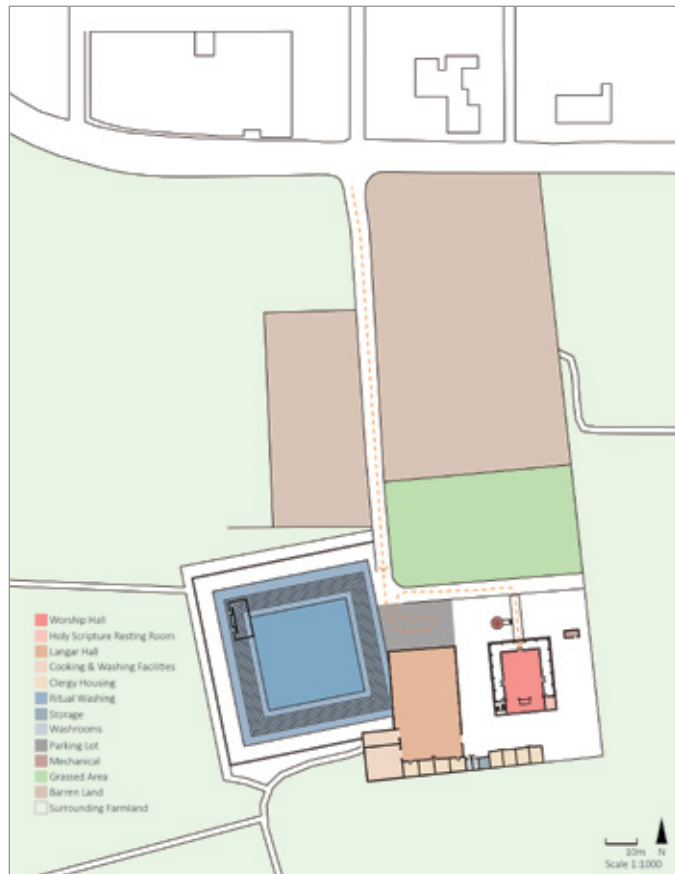 Worship Hall
Holy Scripture Resting Room
Langar Hall
Cooking & Washing Facilities
Clergy Housing
Ritual Washing
Storage
Washrooms
Parking Lot
Mechanical
Grassed Area
Barren Land
Surrounding Farmland
10m N
Scale 1:1000